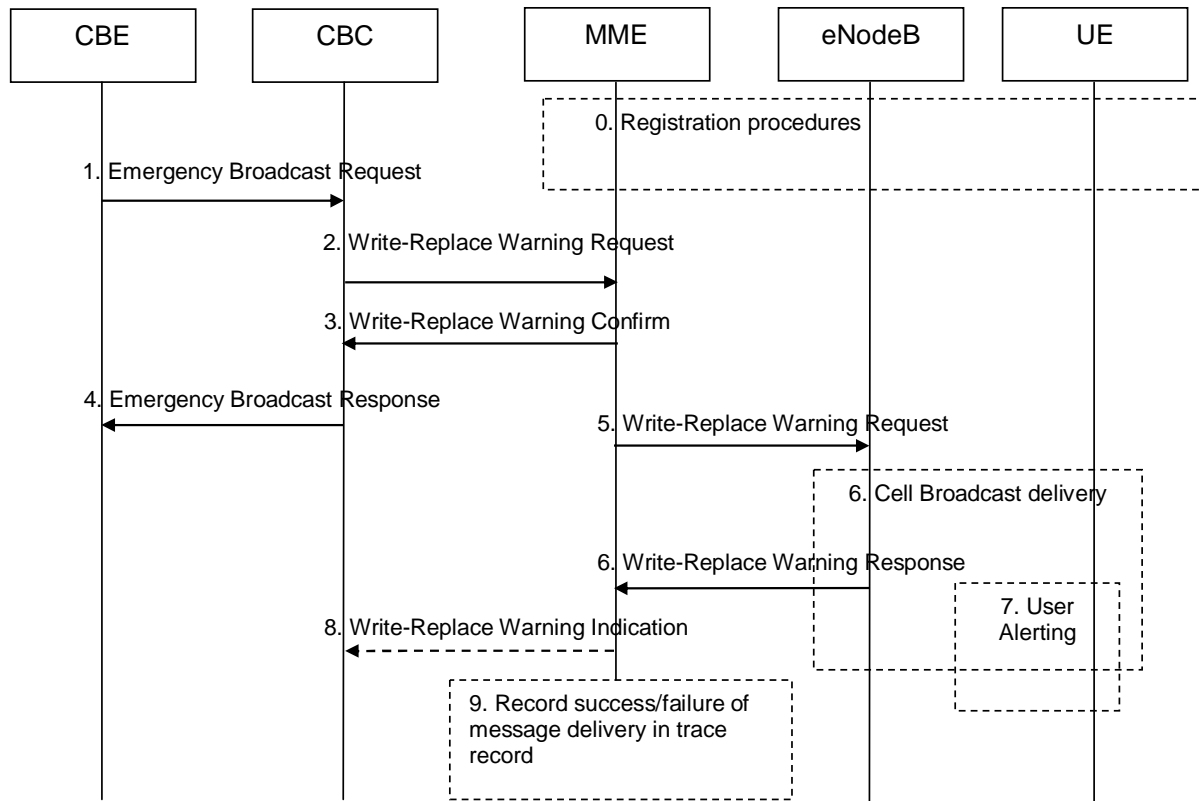 CBE
CBC
MME
eNodeB
UE
0. Registration procedures
1. Emergency Broadcast Request
2. Write-Replace Warning Request
3. Write-Replace Warning Confirm
4. Emergency Broadcast Response
5. Write-Replace Warning Request
6. Cell Broadcast delivery
6. Write-Replace Warning Response
7. User
Alerting
8. Write-Replace Warning Indication
9. Record success/failure of
message delivery in trace
record